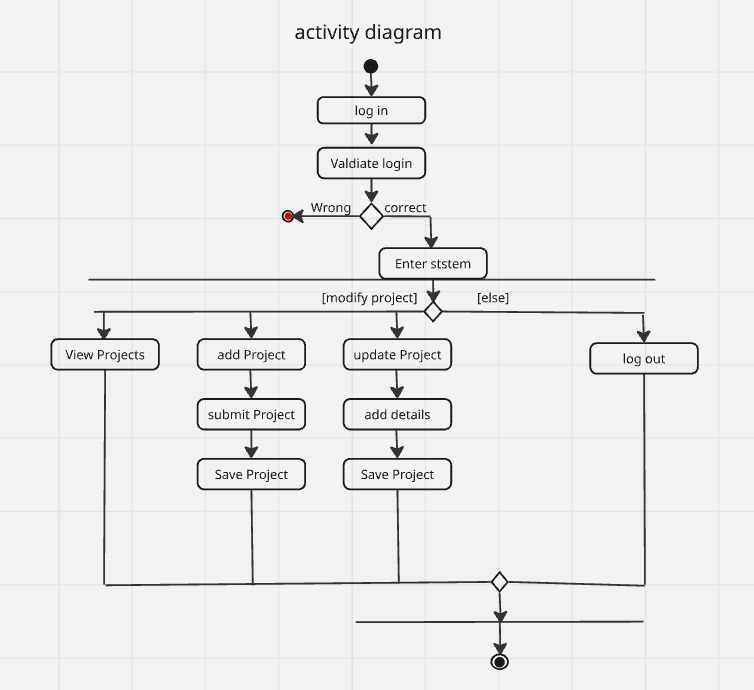 activity diagram
log in
Valdiate login
Wrong
correct
Enter ststem
[modify project]
[else]
View Projects
add Project
update Project
log out
submit Project
add details
Save Project
Save Project